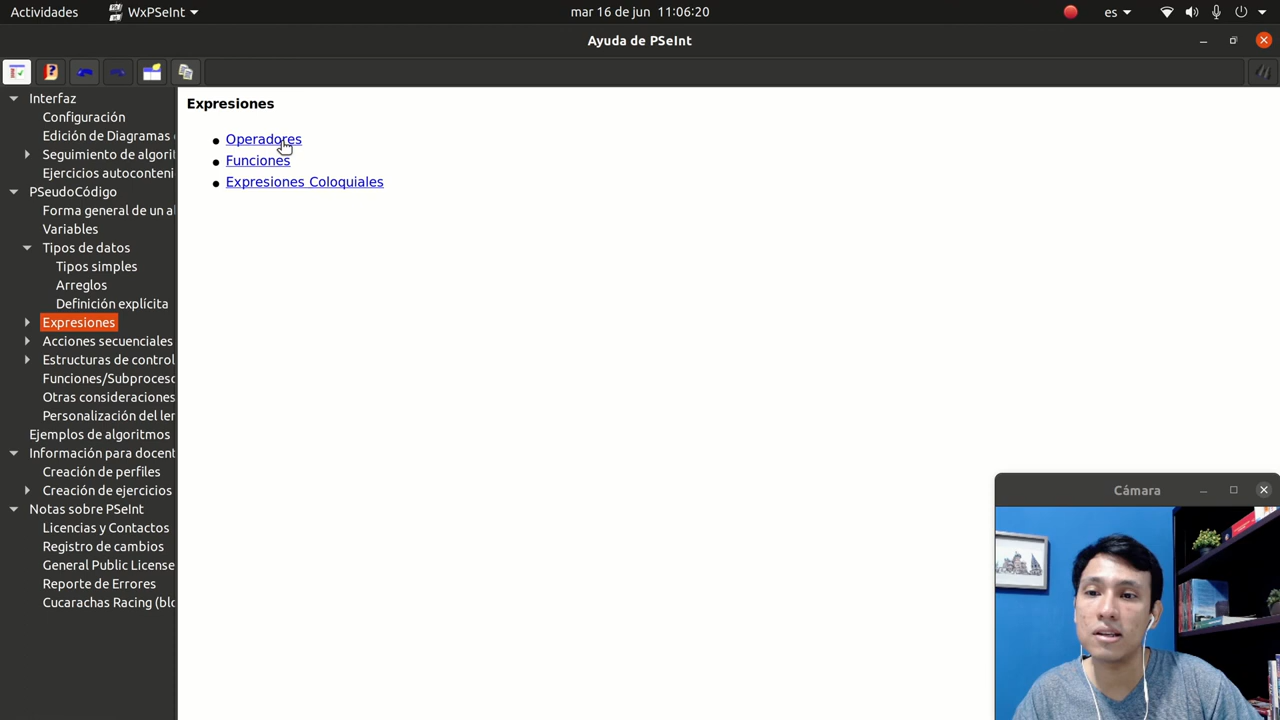 Actividades
WxPSeInt
mar 16 de jun 11:06:20
es
Ayuda de PSeInt
Interfaz
Configuración
Edición de Diagramas
Seguimiento de algori
Ejercicios autoconteni
PSeudoCódigo
Forma general de un al
Variables
Tipos de datos
Tipos simples
Arreglos
Definición explícita
Expresiones
Acciones secuenciales
Estructuras de control
Funciones/Subproceso
Otras consideraciones
Personalización del len
Ejemplos de algoritmos
Información para docent
Creación de perfiles
Creación de ejercicios
Notas sobre PSeInt
Licencias y Contactos
Registro de cambios
General Public License
Reporte de Errores
Cucarachas Racing (blo
Expresiones
Operadores
Funciones
Expresiones Coloquiales
Cámara